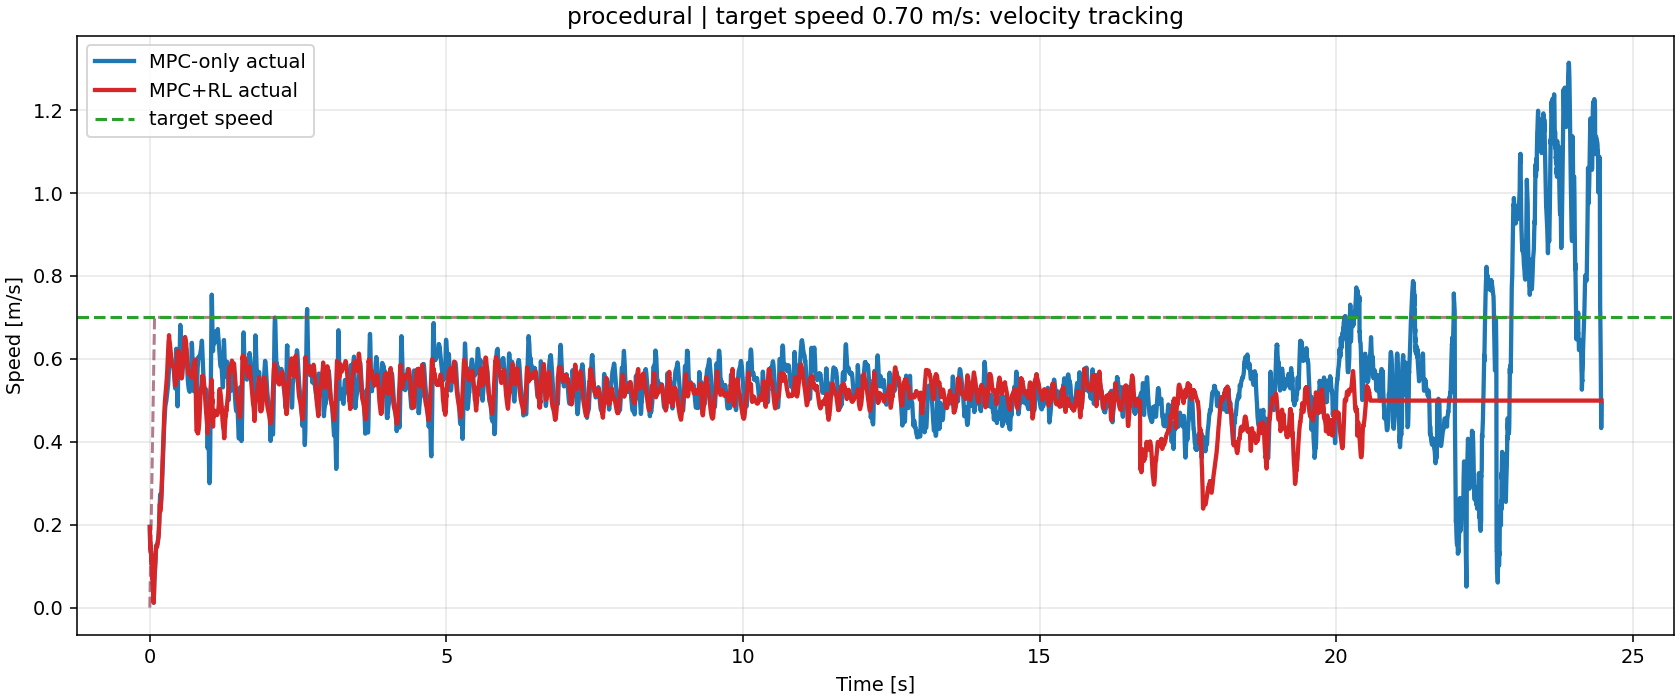 procedural | target speed 0.70 m/s: velocity tracking
MPC-only actual
MPC+RL actual
target speed
Speed [m/s]
1.2
1.0
0.8
0.6
0.4
0.2
0.0
0 5 10 15 20 25
Time [s]